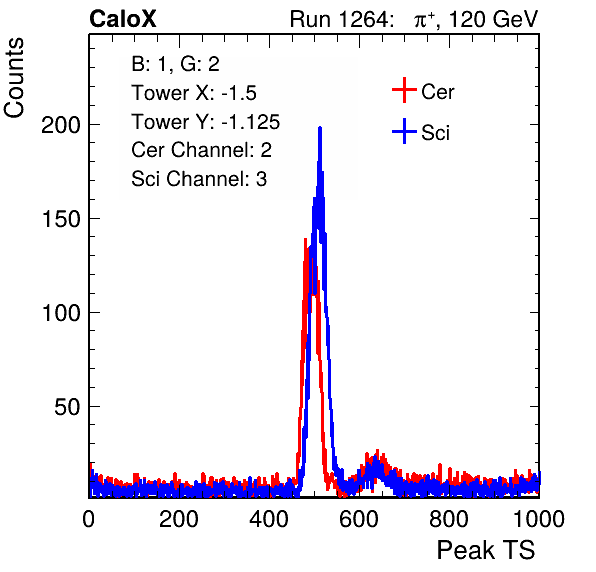 CaloX Run 1264: π⁺, 120 GeV
Counts
B: 1, G: 2
Tower X: -1.5
Tower Y: -1.125
Cer Channel: 2
Sci Channel: 3
Cer
Sci
200
150
100
50
0 200 400 600 800 1000
Peak TS